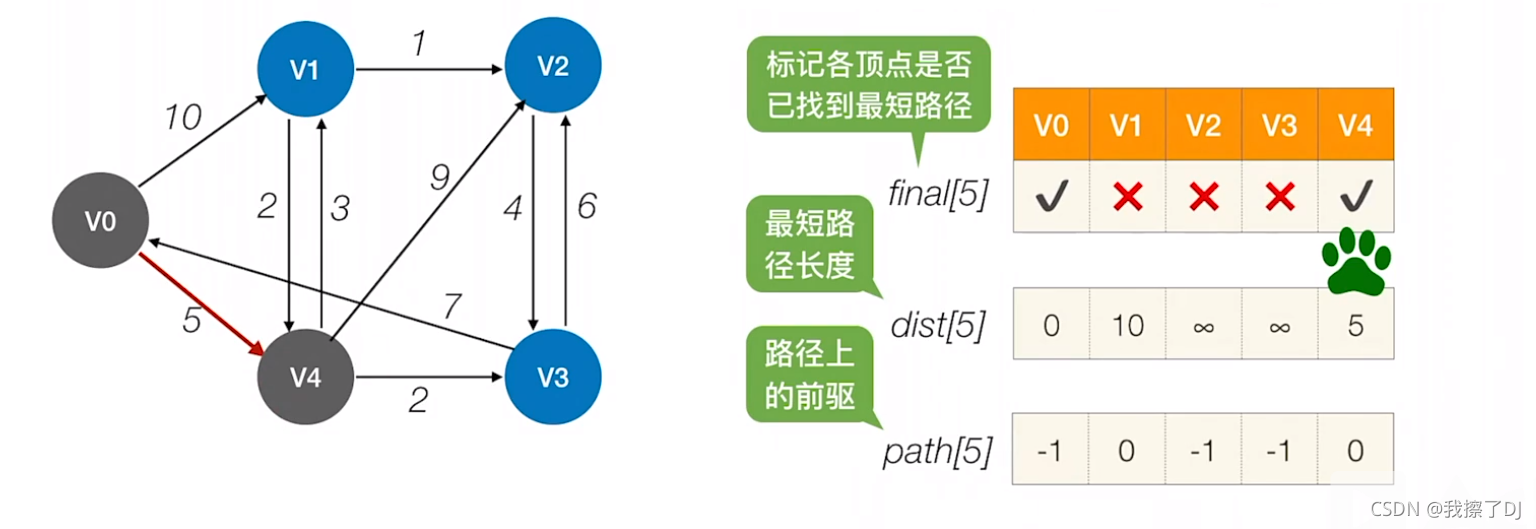 V1
1
V2
10
V0
2
3
9
4
6
5
7
V4
2
V3
标记各顶点是否
已找到最短路径
V0 V1 V2 V3 V4
final[5]
最短路
径长度
dist[5] 0 10 ∞ ∞ 5
路径上
的前驱
path[5] -1 0 -1 -1 0
CSDN @我擦了DJ